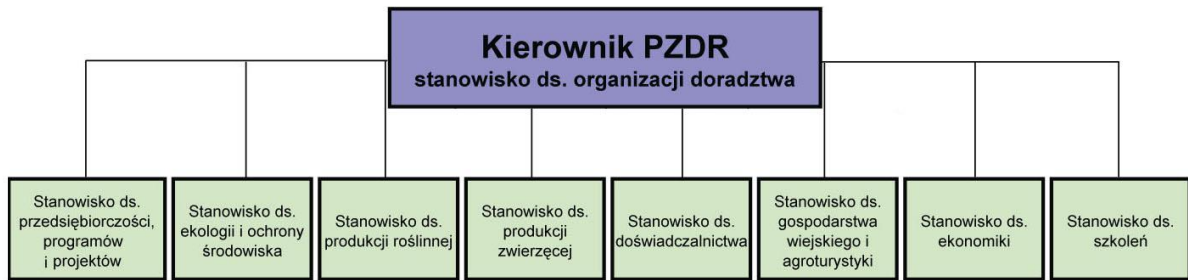 Kierownik PZDR
stanowisko ds. organizacji doradztwa
Stanowisko ds.
przedsiębiorczości,
programów
i projektów
Stanowisko ds.
ekologii i ochrony
środowiska
Stanowisko ds.
produkcji roślinnej
Stanowisko ds.
produkcji
zwierzęcej
Stanowisko ds.
doświadczalnictwa
Stanowisko ds.
gospodarstwa
wiejskiego i
agroturystyki
Stanowisko ds.
ekonomiki
Stanowisko ds.
szkoleń